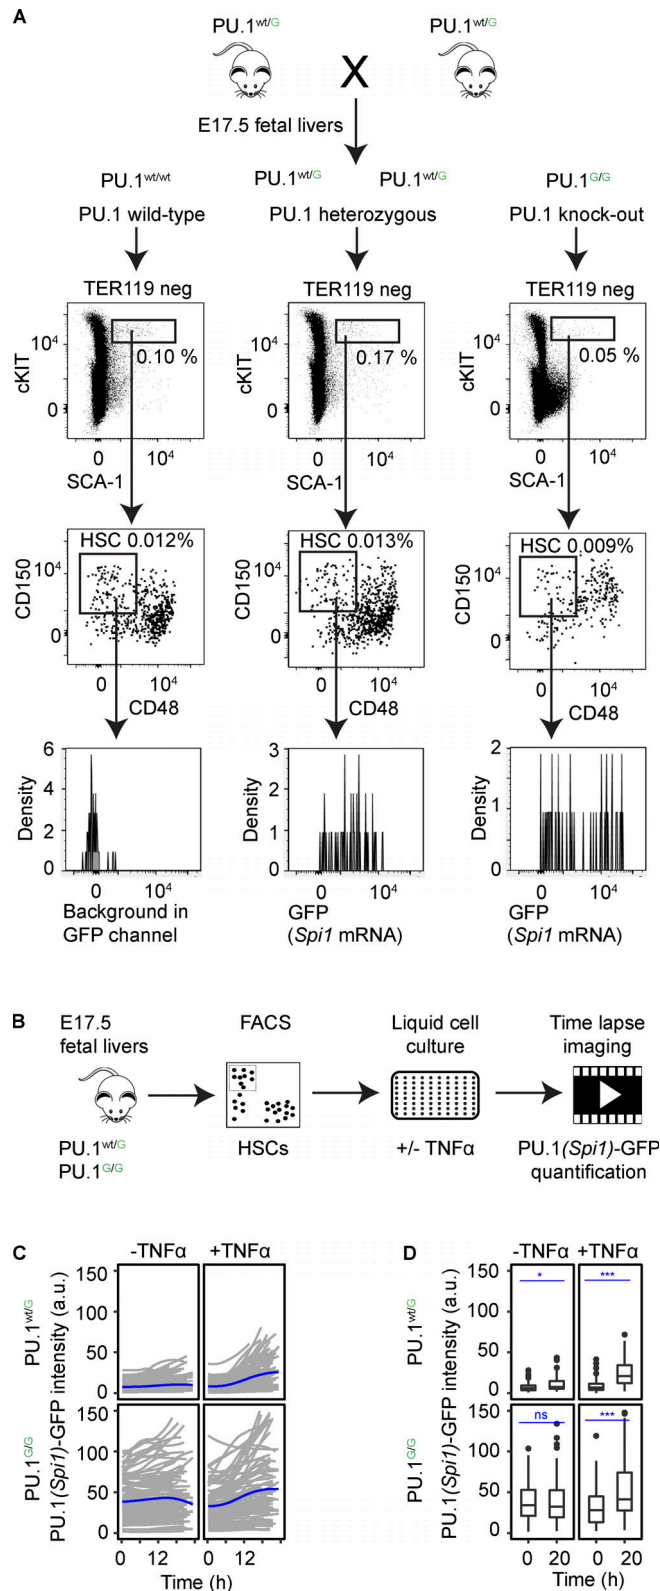 A
PU.1wt/G PU.1wt/G
X
E17.5 fetal livers
PU.1wt/wt PU.1wt/G PU.1wt/G PU.1G/G
PU.1 wild-type PU.1 heterozygous PU.1 knock-out
TER119 neg TER119 neg TER119 neg
cKIT 10⁴ 0 0.10 % 0 10⁴ SCA-1
cKIT 10⁴ 0 0.17 % 0 10⁴ SCA-1
cKIT 10⁴ 0 0.05 % 0 10⁴ SCA-1
CD150 10⁴ 0 HSC 0.012% 0 10⁴ CD48
CD150 10⁴ 0 HSC 0.013% 0 10⁴ CD48
CD150 10⁴ 0 HSC 0.009% 0 10⁴ CD48
Density 6 4 2 0 0 10⁴
Background in
GFP channel
Density 3 2 1 0 0 10⁴
GFP
(Spi1 mRNA)
Density 2 1 0 0 10⁴
GFP
(Spi1 mRNA)
B
E17.5
fetal livers
PU.1wt/G
PU.1G/G
FACS
HSCs
Liquid cell
culture
+/- TNFα
Time lapse
imaging
PU.1(Spi1)-GFP
quantification
C
-TNFα +TNFα
PU.1wt/G
PU.1G/G
PU.1(Spi1)-GFP intensity (a.u.)
150
100
50
0
150
100
50
0
0 12 0 12
Time (h)
D
-TNFα +TNFα
PU.1wt/G
PU.1G/G
PU.1(Spi1)-GFP intensity (a.u.)
150
100
50
0
* ***
150
100
50
0
ns ***
0 20 0 20
Time (h)